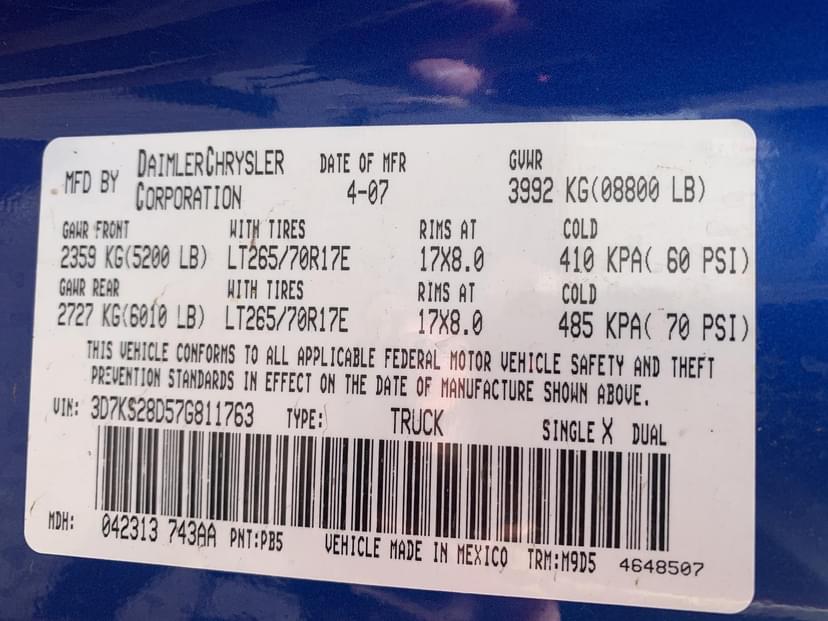 MFD BY DAIMLERCHRYSLER CORPORATION DATE OF MFR 4-07 GVWR 3992 KG(08800 LB)
GAWR FRONT WITH TIRES RIMS AT COLD
2359 KG(5200 LB) LT265/70R17E 17X8.0 410 KPA( 60 PSI)
GAWR REAR WITH TIRES RIMS AT COLD
2727 KG(6010 LB) LT265/70R17E 17X8.0 485 KPA( 70 PSI)
THIS VEHICLE CONFORMS TO ALL APPLICABLE FEDERAL MOTOR VEHICLE SAFETY AND THEFT
PREVENTION STANDARDS IN EFFECT ON THE DATE OF MANUFACTURE SHOWN ABOVE.
VIN: 3D7KS28D57G811763 TYPE: TRUCK SINGLE X DUAL
MDH: 042313 743AA PNT:PB5 VEHICLE MADE IN MEXICO TRM:M9D5 4648507